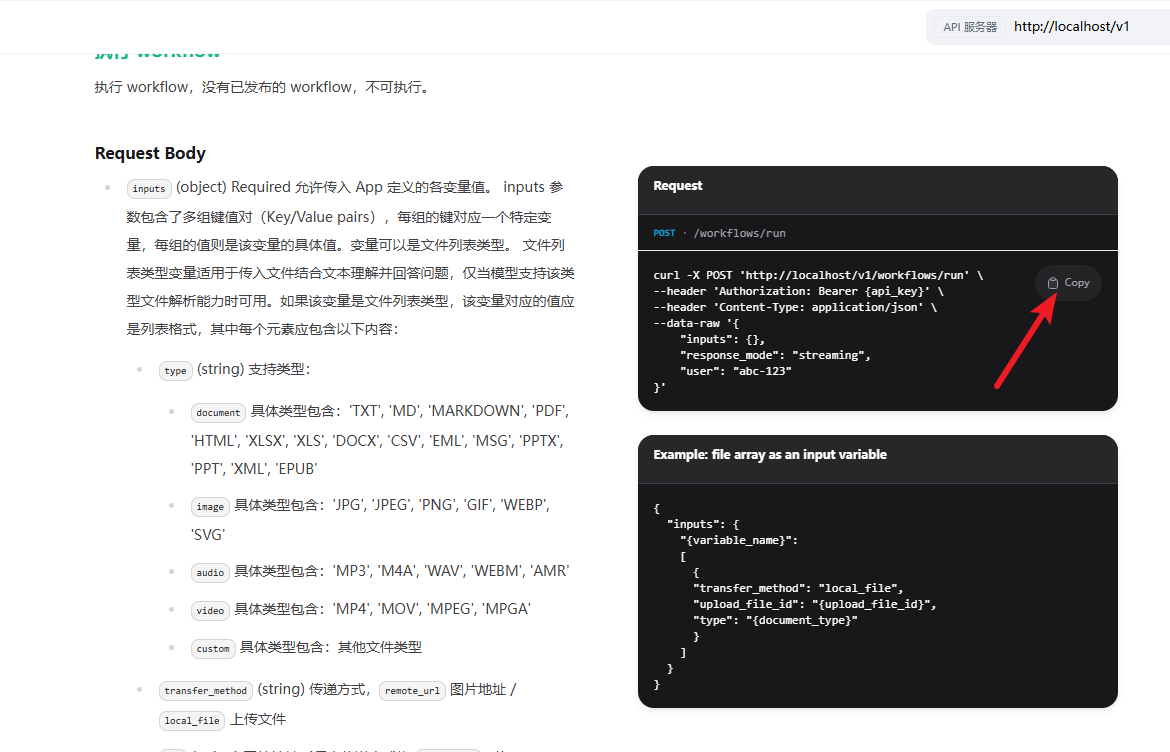 API 服务器 http://localhost/v1
执行 workflow
执行 workflow，没有已发布的 workflow，不可执行。
Request Body
inputs (object) Required 允许传入 App 定义的各变量值。 inputs 参
数包含了多组键值对（Key/Value pairs），每组的键对应一个特定变
量，每组的值则是该变量的具体值。变量可以是文件列表类型。 文件列
表类型变量适用于传入文件结合文本理解并回答问题，仅当模型支持该类
型文件解析能力时可用。如果该变量是文件列表类型，该变量对应的值应
是列表格式，其中每个元素应包含以下内容：
type (string) 支持类型：
document 具体类型包含：'TXT', 'MD', 'MARKDOWN', 'PDF',
'HTML', 'XLSX', 'XLS', 'DOCX', 'CSV', 'EML', 'MSG', 'PPTX',
'PPT', 'XML', 'EPUB'
image 具体类型包含：'JPG', 'JPEG', 'PNG', 'GIF', 'WEBP',
'SVG'
audio 具体类型包含：'MP3', 'M4A', 'WAV', 'WEBM', 'AMR'
video 具体类型包含：'MP4', 'MOV', 'MPEG', 'MPGA'
custom 具体类型包含：其他文件类型
transfer_method (string) 传递方式，remote_url 图片地址 /
local_file 上传文件
Request
POST · /workflows/run
curl -X POST 'http://localhost/v1/workflows/run' \
Copy
--header 'Authorization: Bearer {api_key}' \
--header 'Content-Type: application/json' \
--data-raw '{
"inputs": {},
"response_mode": "streaming",
"user": "abc-123"
}'
Example: file array as an input variable
{
"inputs": {
"{variable_name}":
[
{
"transfer_method": "local_file",
"upload_file_id": "{upload_file_id}",
"type": "{document_type}"
}
]
}
}